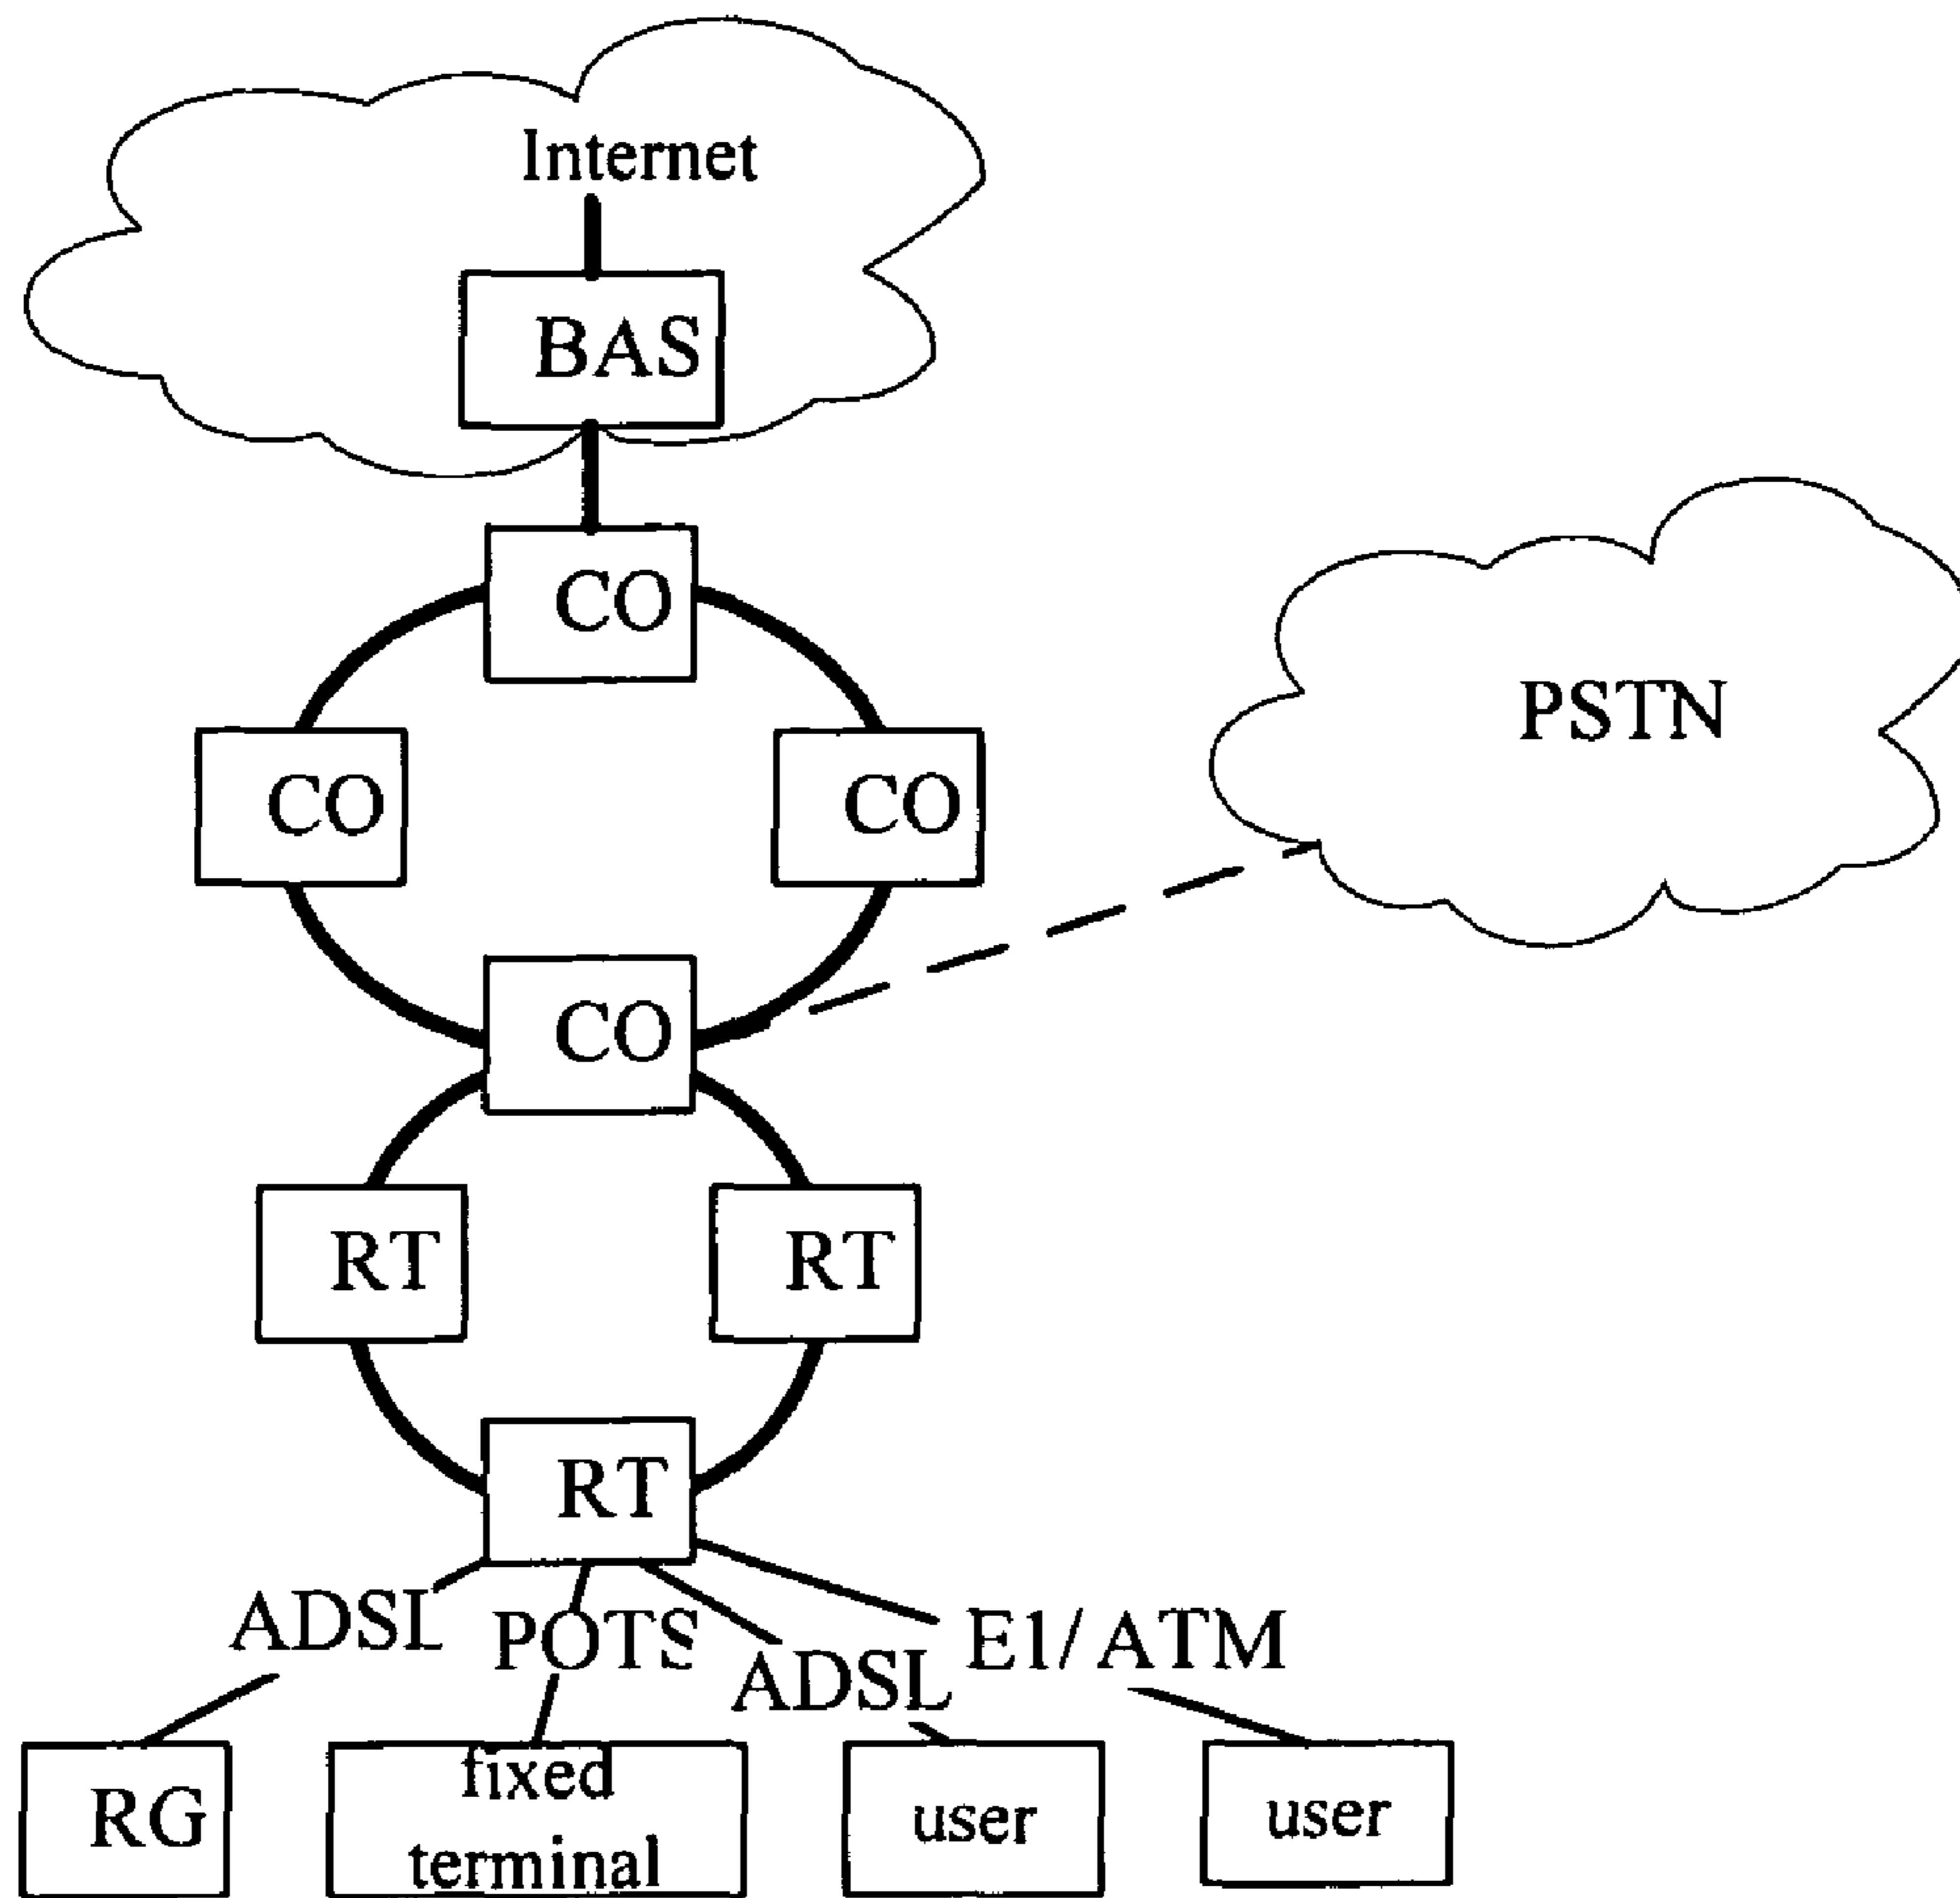 Internet
BAS
CO
PSTN
CO
CO
CO
RT
RT
RT
ADSL
POTS
E1/ATM
ADSL
RG
fixed
terminal
user
user